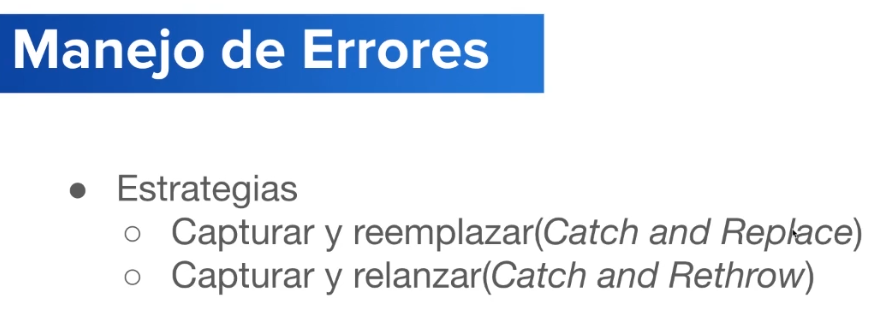 Manejo de Errores
● Estrategias
○ Capturar y reemplazar(Catch and Replace)
○ Capturar y relanzar(Catch and Rethrow)